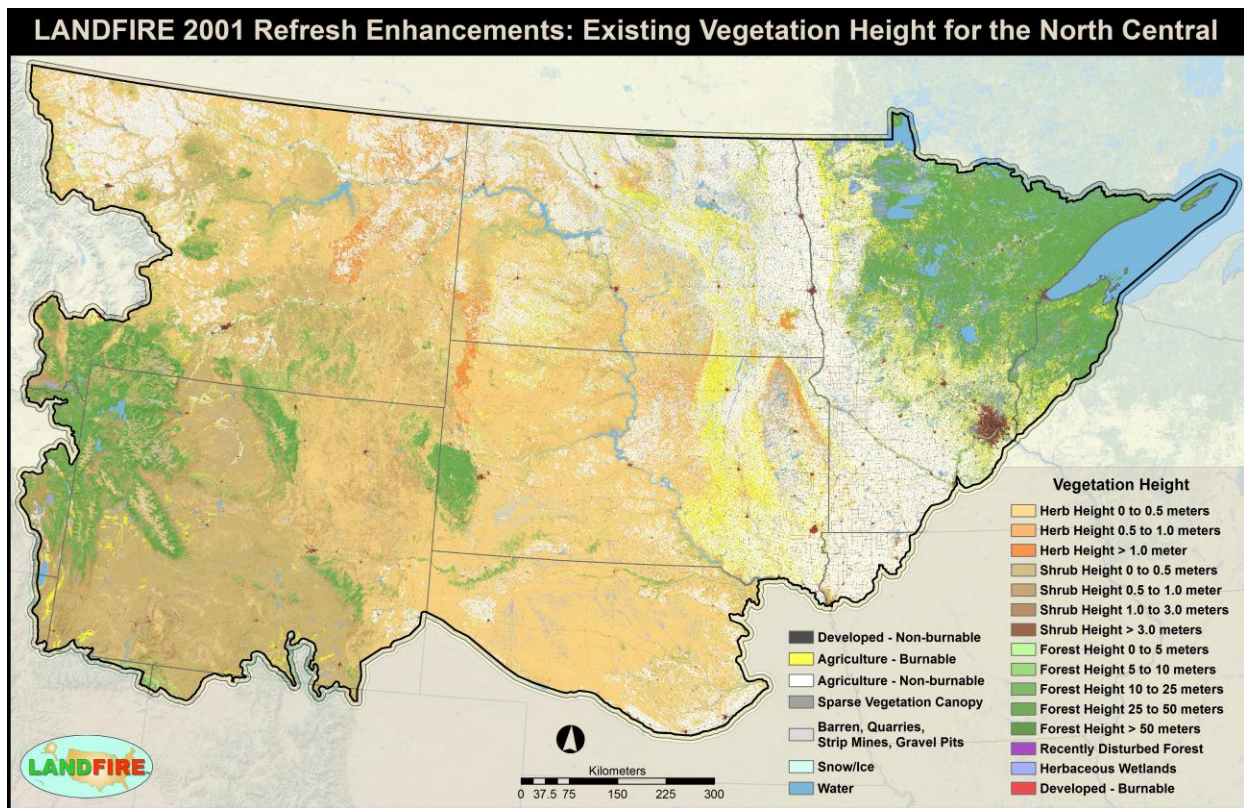 LANDFIRE 2001 Refresh Enhancements: Existing Vegetation Height for the North Central
Vegetation Height
Herb Height 0 to 0.5 meters
Herb Height 0.5 to 1.0 meters
Herb Height > 1.0 meter
Shrub Height 0 to 0.5 meters
Shrub Height 0.5 to 1.0 meter
Shrub Height 1.0 to 3.0 meters
Shrub Height > 3.0 meters
Forest Height 0 to 5 meters
Forest Height 5 to 10 meters
Forest Height 10 to 25 meters
Forest Height 25 to 50 meters
Forest Height > 50 meters
Recently Disturbed Forest
Herbaceous Wetlands
Developed - Burnable
Developed - Non-burnable
Agriculture - Burnable
Agriculture - Non-burnable
Sparse Vegetation Canopy
Barren, Quarries,
Strip Mines, Gravel Pits
Snow/Ice
Water
Kilometers
0 37.5 75 150 225 300
LANDFIRE